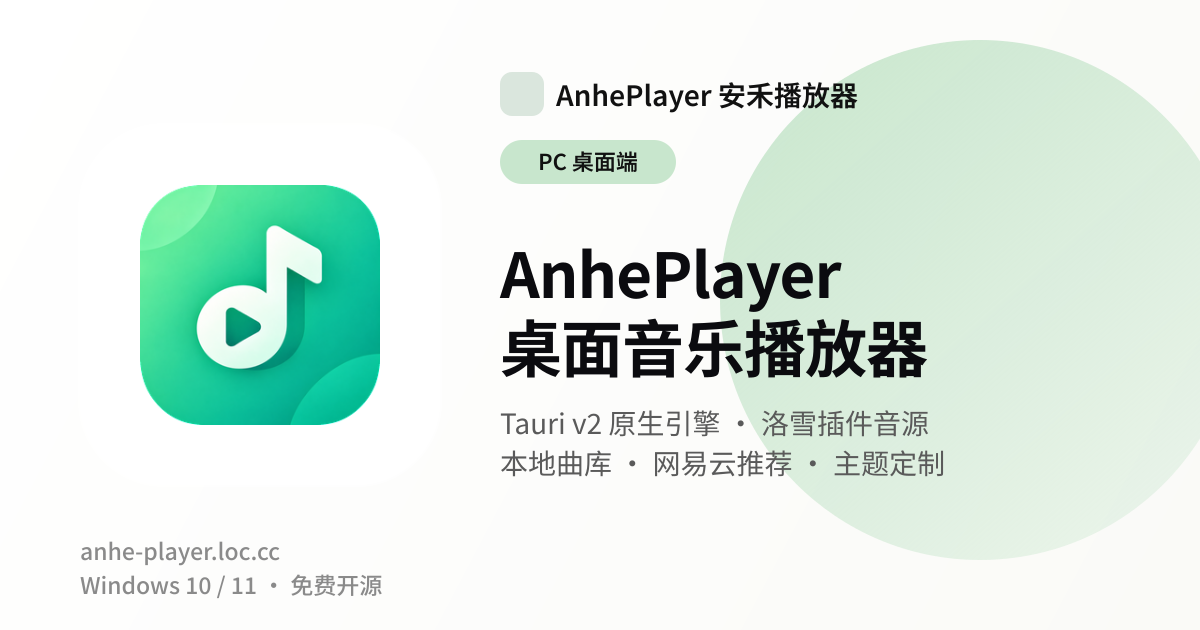 AnhePlayer 安禾播放器
PC 桌面端
AnhePlayer
桌面音乐播放器
Tauri v2 原生引擎 · 洛雪插件音源
本地曲库 · 网易云推荐 · 主题定制
anhe-player.loc.cc
Windows 10 / 11 · 免费开源